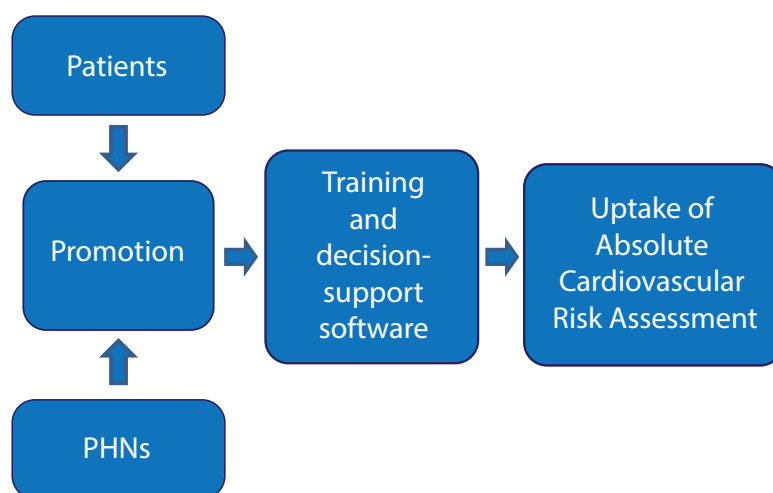 Patients
Promotion
PHNs
Training
and
decision-
support
software
Uptake of
Absolute
Cardiovascular
Risk Assessment